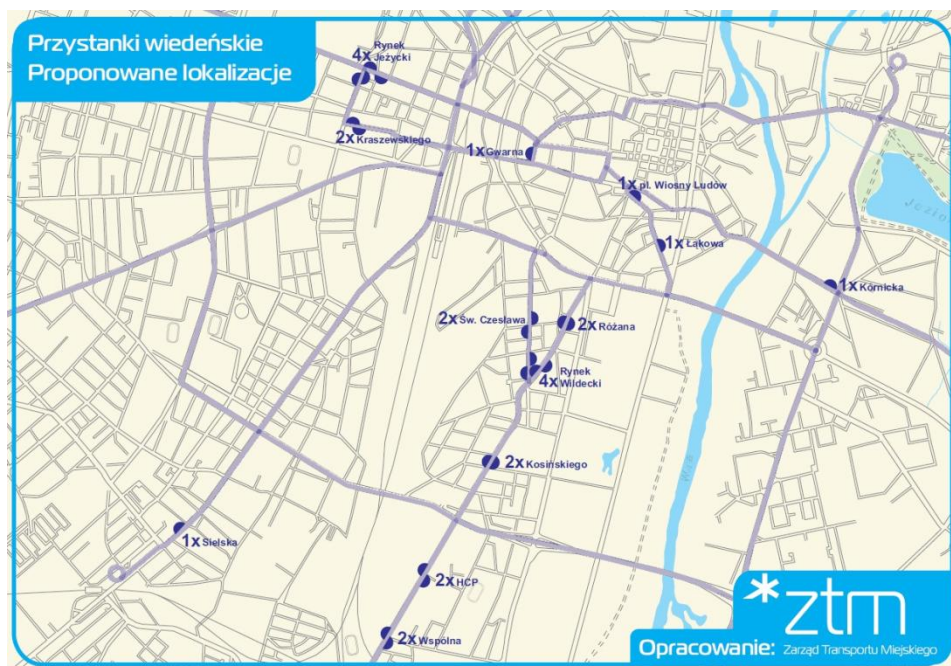 Przystanki wiedeńskie
Proponowane lokalizacje
4x Rynek
Jeżycki
2x Kraszewskiego
1x Gwarna
1x pl. Wiosny Ludów
1x Łąkowa
1x Kórnicka
2x Św. Czesława
2x Różana
4x Rynek
Wildecki
2x Kosińskiego
1x Sielska
2x HCP
2x Wspólna
*ztm
Opracowanie: Zarząd Transportu Miejskiego